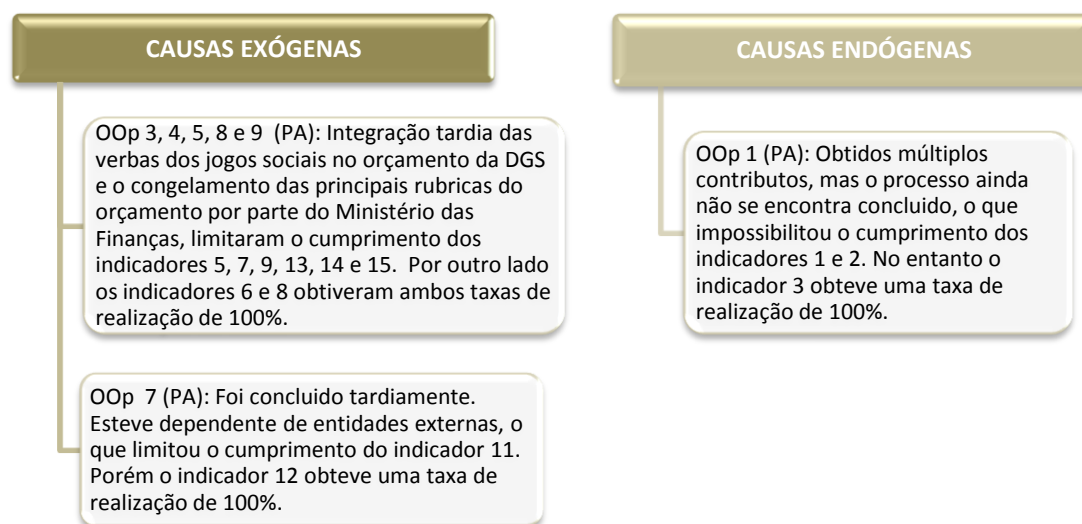 CAUSAS EXÓGENAS
OOp 3, 4, 5, 8 e 9 (PA): Integração tardia das
verbas dos jogos sociais no orçamento da DGS
e o congelamento das principais rubricas do
orçamento por parte do Ministério das
Finanças, limitaram o cumprimento dos
indicadores 5, 7, 9, 13, 14 e 15. Por outro lado
os indicadores 6 e 8 obtiveram ambos taxas de
realização de 100%.
OOp 7 (PA): Foi concluido tardiamente.
Esteve dependente de entidades externas, o
que limitou o cumprimento do indicador 11.
Porém o indicador 12 obteve uma taxa de
realização de 100%.
CAUSAS ENDÓGENAS
OOp 1 (PA): Obtidos múltiplos
contributos, mas o processo ainda
não se encontra concluido, o que
impossibilitou o cumprimento dos
indicadores 1 e 2. No entanto o
indicador 3 obteve uma taxa de
realização de 100%.